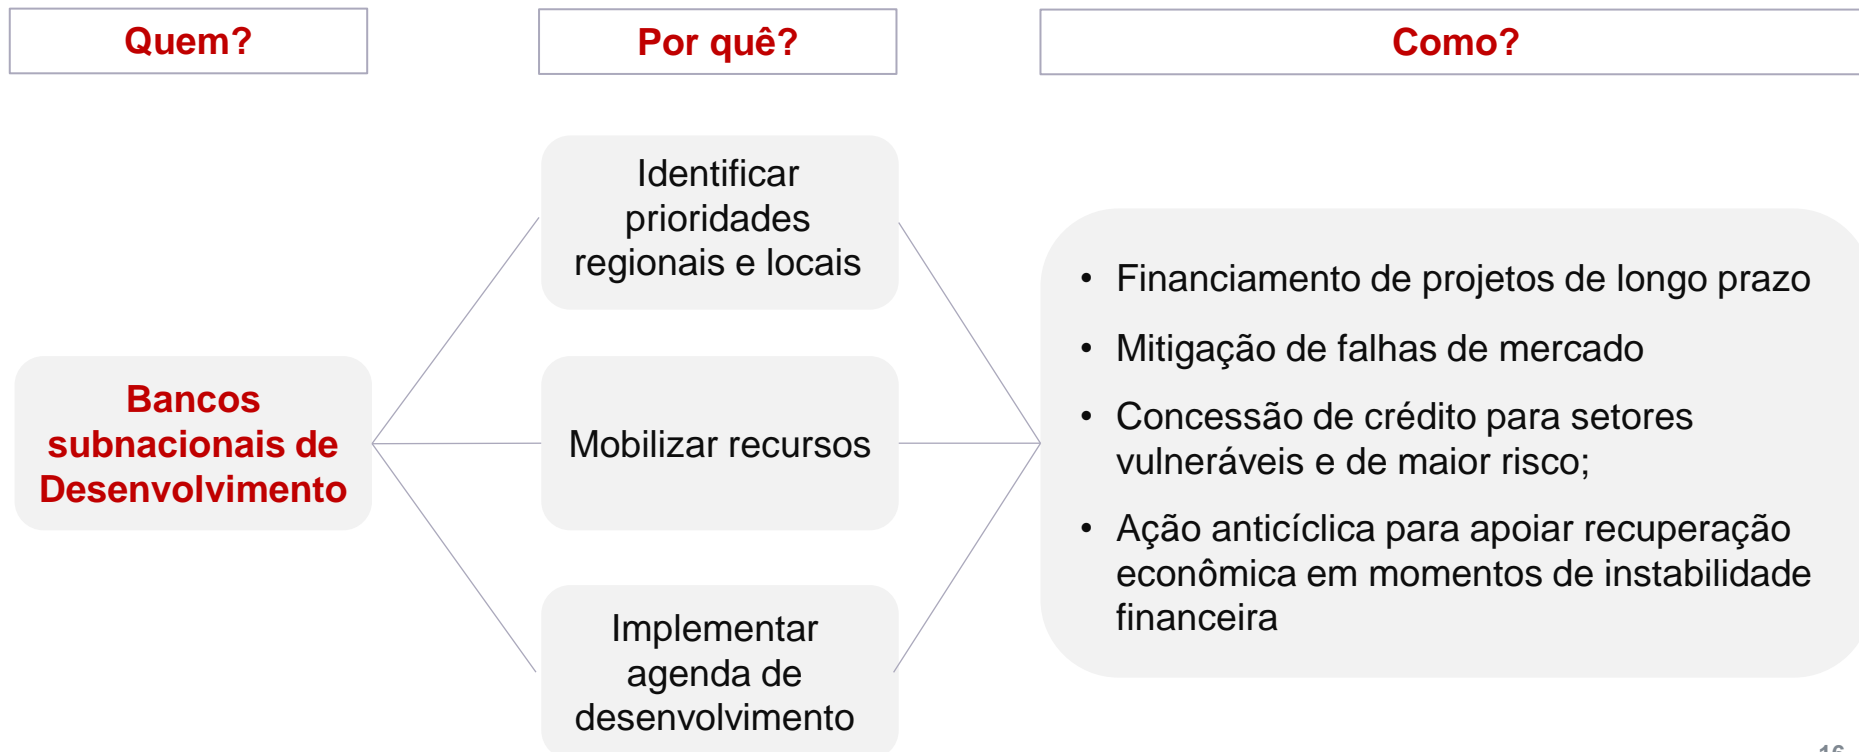 Quem?
Por quê?
Como?
Identificar
prioridades
regionais e locais
Bancos
subnacionais de
Desenvolvimento
Mobilizar recursos
Implementar
agenda de
desenvolvimento
• Financiamento de projetos de longo prazo
• Mitigação de falhas de mercado
• Concessão de crédito para setores
vulneráveis e de maior risco;
• Ação anticíclica para apoiar recuperação
econômica em momentos de instabilidade
financeira
16